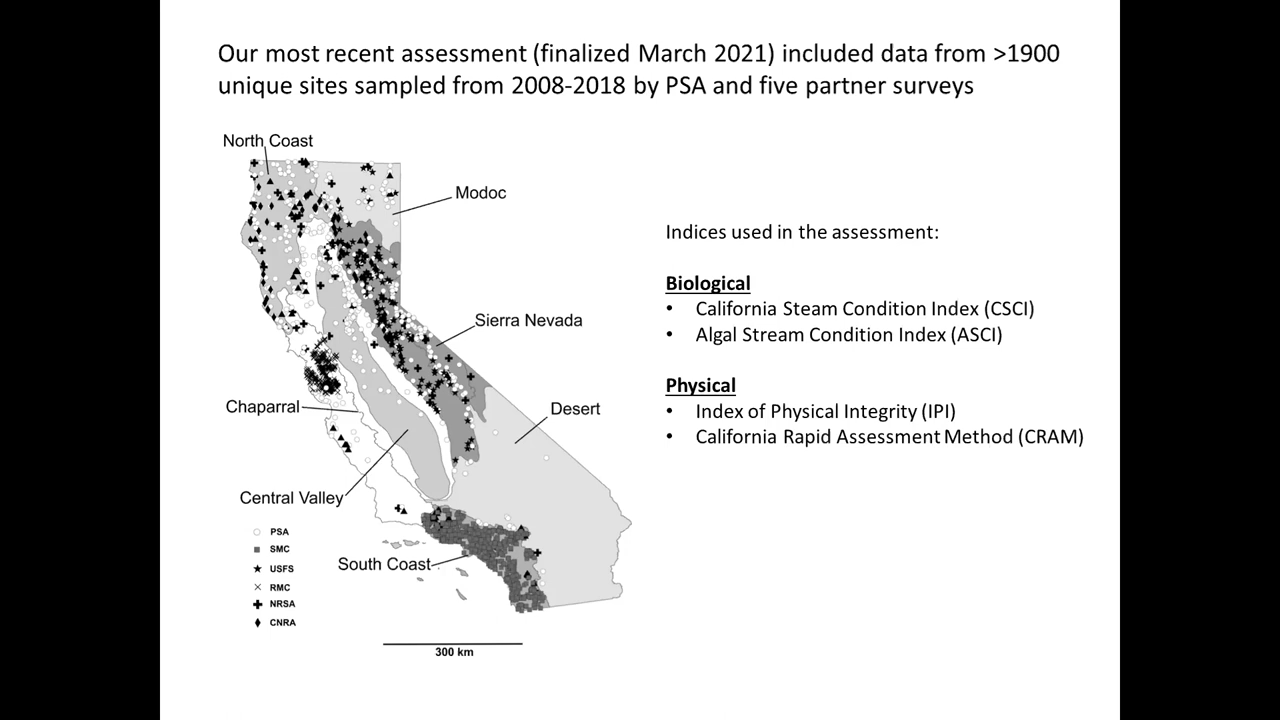 Our most recent assessment (finalized March 2021) included data from >1900
unique sites sampled from 2008-2018 by PSA and five partner surveys
North Coast
Modoc
Sierra Nevada
Chaparral
Desert
Central Valley
South Coast
PSA
SMC
USFS
RMC
NRSA
CNRA
300 km
Indices used in the assessment:
Biological
• California Steam Condition Index (CSCI)
• Algal Stream Condition Index (ASCI)
Physical
• Index of Physical Integrity (IPI)
• California Rapid Assessment Method (CRAM)